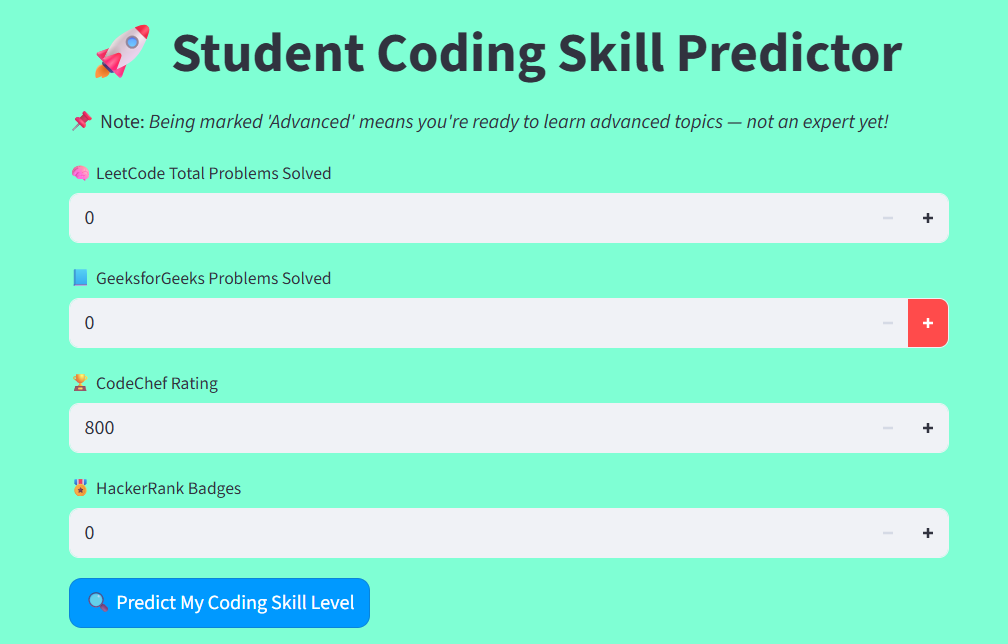 🚀 Student Coding Skill Predictor
📌 Note: Being marked 'Advanced' means you're ready to learn advanced topics — not an expert yet!
🧠 LeetCode Total Problems Solved
0 − +
📘 GeeksforGeeks Problems Solved
0 − +
🏆 CodeChef Rating
800 − +
🏅 HackerRank Badges
0 − +
🔍 Predict My Coding Skill Level